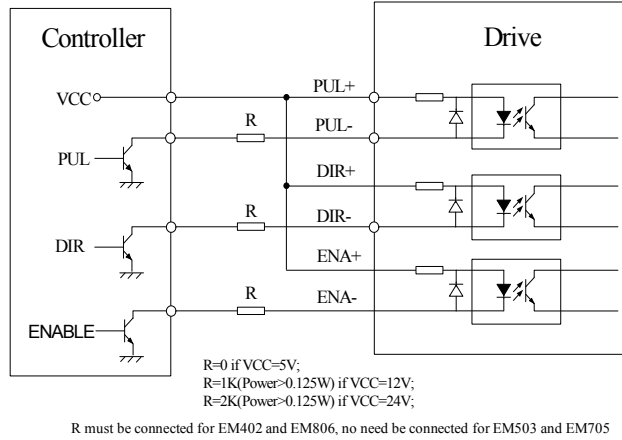 Controller
Drive
VCC
PUL+
R
PUL-
PUL
DIR+
R
DIR-
DIR
ENA+
R
ENA-
ENABLE
R=0 if VCC=5V;
R=1K(Power>0.125W) if VCC=12V;
R=2K(Power>0.125W) if VCC=24V;
R must be connected for EM402 and EM806, no need be connected for EM503 and EM705